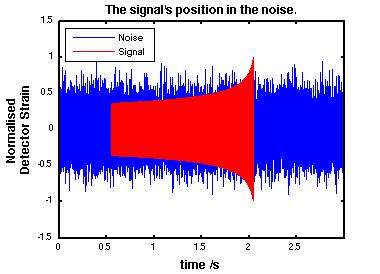 The signal's position in the noise.
1.5
Noise
Signal
1
0.5
0
-0.5
-1
-1.5
Normalised
Detector Strain
0
0.5
1
1.5
2
2.5
time /s